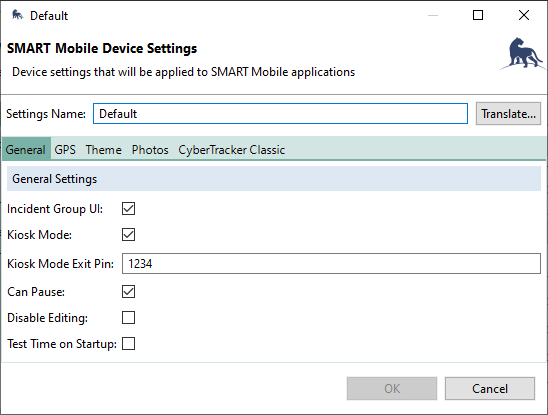 Default
SMART Mobile Device Settings
Device settings that will be applied to SMART Mobile applications
Settings Name: Default Translate...
General GPS Theme Photos CyberTracker Classic
General Settings
Incident Group UI:
Kiosk Mode:
Kiosk Mode Exit Pin: 1234
Can Pause:
Disable Editing:
Test Time on Startup:
OK Cancel